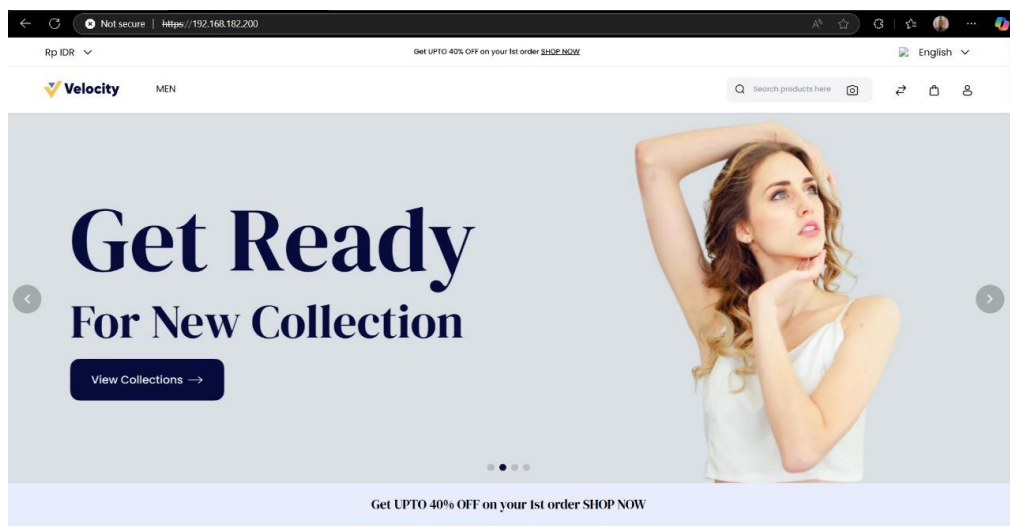 Not secure https://192.168.182.200
Rp IDR
Get UPTO 40% OFF on your 1st order SHOP NOW
English
Velocity
MEN
Search products here
Get Ready
For New Collection
View Collections →
Get UPTO 40% OFF on your 1st order SHOP NOW